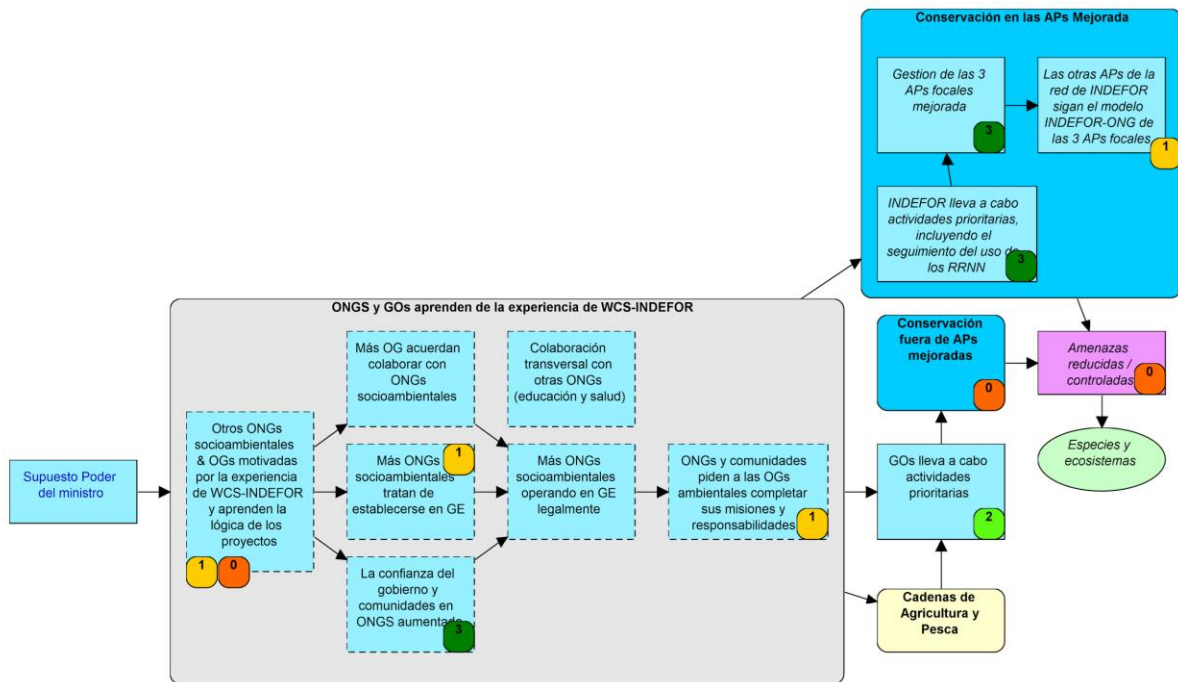 Conservación en las APs Mejorada
Gestion de las 3
APs focales
mejorada
3
Las otras APs de la
red de INDEFOR
sigan el modelo
INDEFOR-ONG de
las 3 APs focales
1
INDEFOR lleva a cabo
actividades prioritarias,
incluyendo el
seguimiento del uso de
los RRNN
3
ONGS y GOs aprenden de la experiencia de WCS-INDEFOR
Más OG acuerdan
colaborar con
ONGs
socioambientales
Colaboración
transversal con
otras ONGs
(educación y salud)
Supuesto Poder
del ministro
Otros ONGs
socioambientales
& OGs motivadas
por la experiencia
de WCS-INDEFOR
y aprenden la
lógica de los
proyectos
1
0
Más ONGs
socioambientales
tratan de
establecerse en GE
1
Más ONGs
socioambientales
operando en GE
legalmente
ONGs y comunidades
piden a las OGs
ambientales completar
sus misiones y
responsabilidades
1
La confianza del
gobierno y
comunidades en
ONGS aumentado
3
Conservación
fuera de APs
mejoradas
0
Amenazas
reducidas /
controladas
0
GOs lleva a cabo
actividades
prioritarias
2
Especies y
ecosistemas
Cadenas de
Agricultura y
Pesca